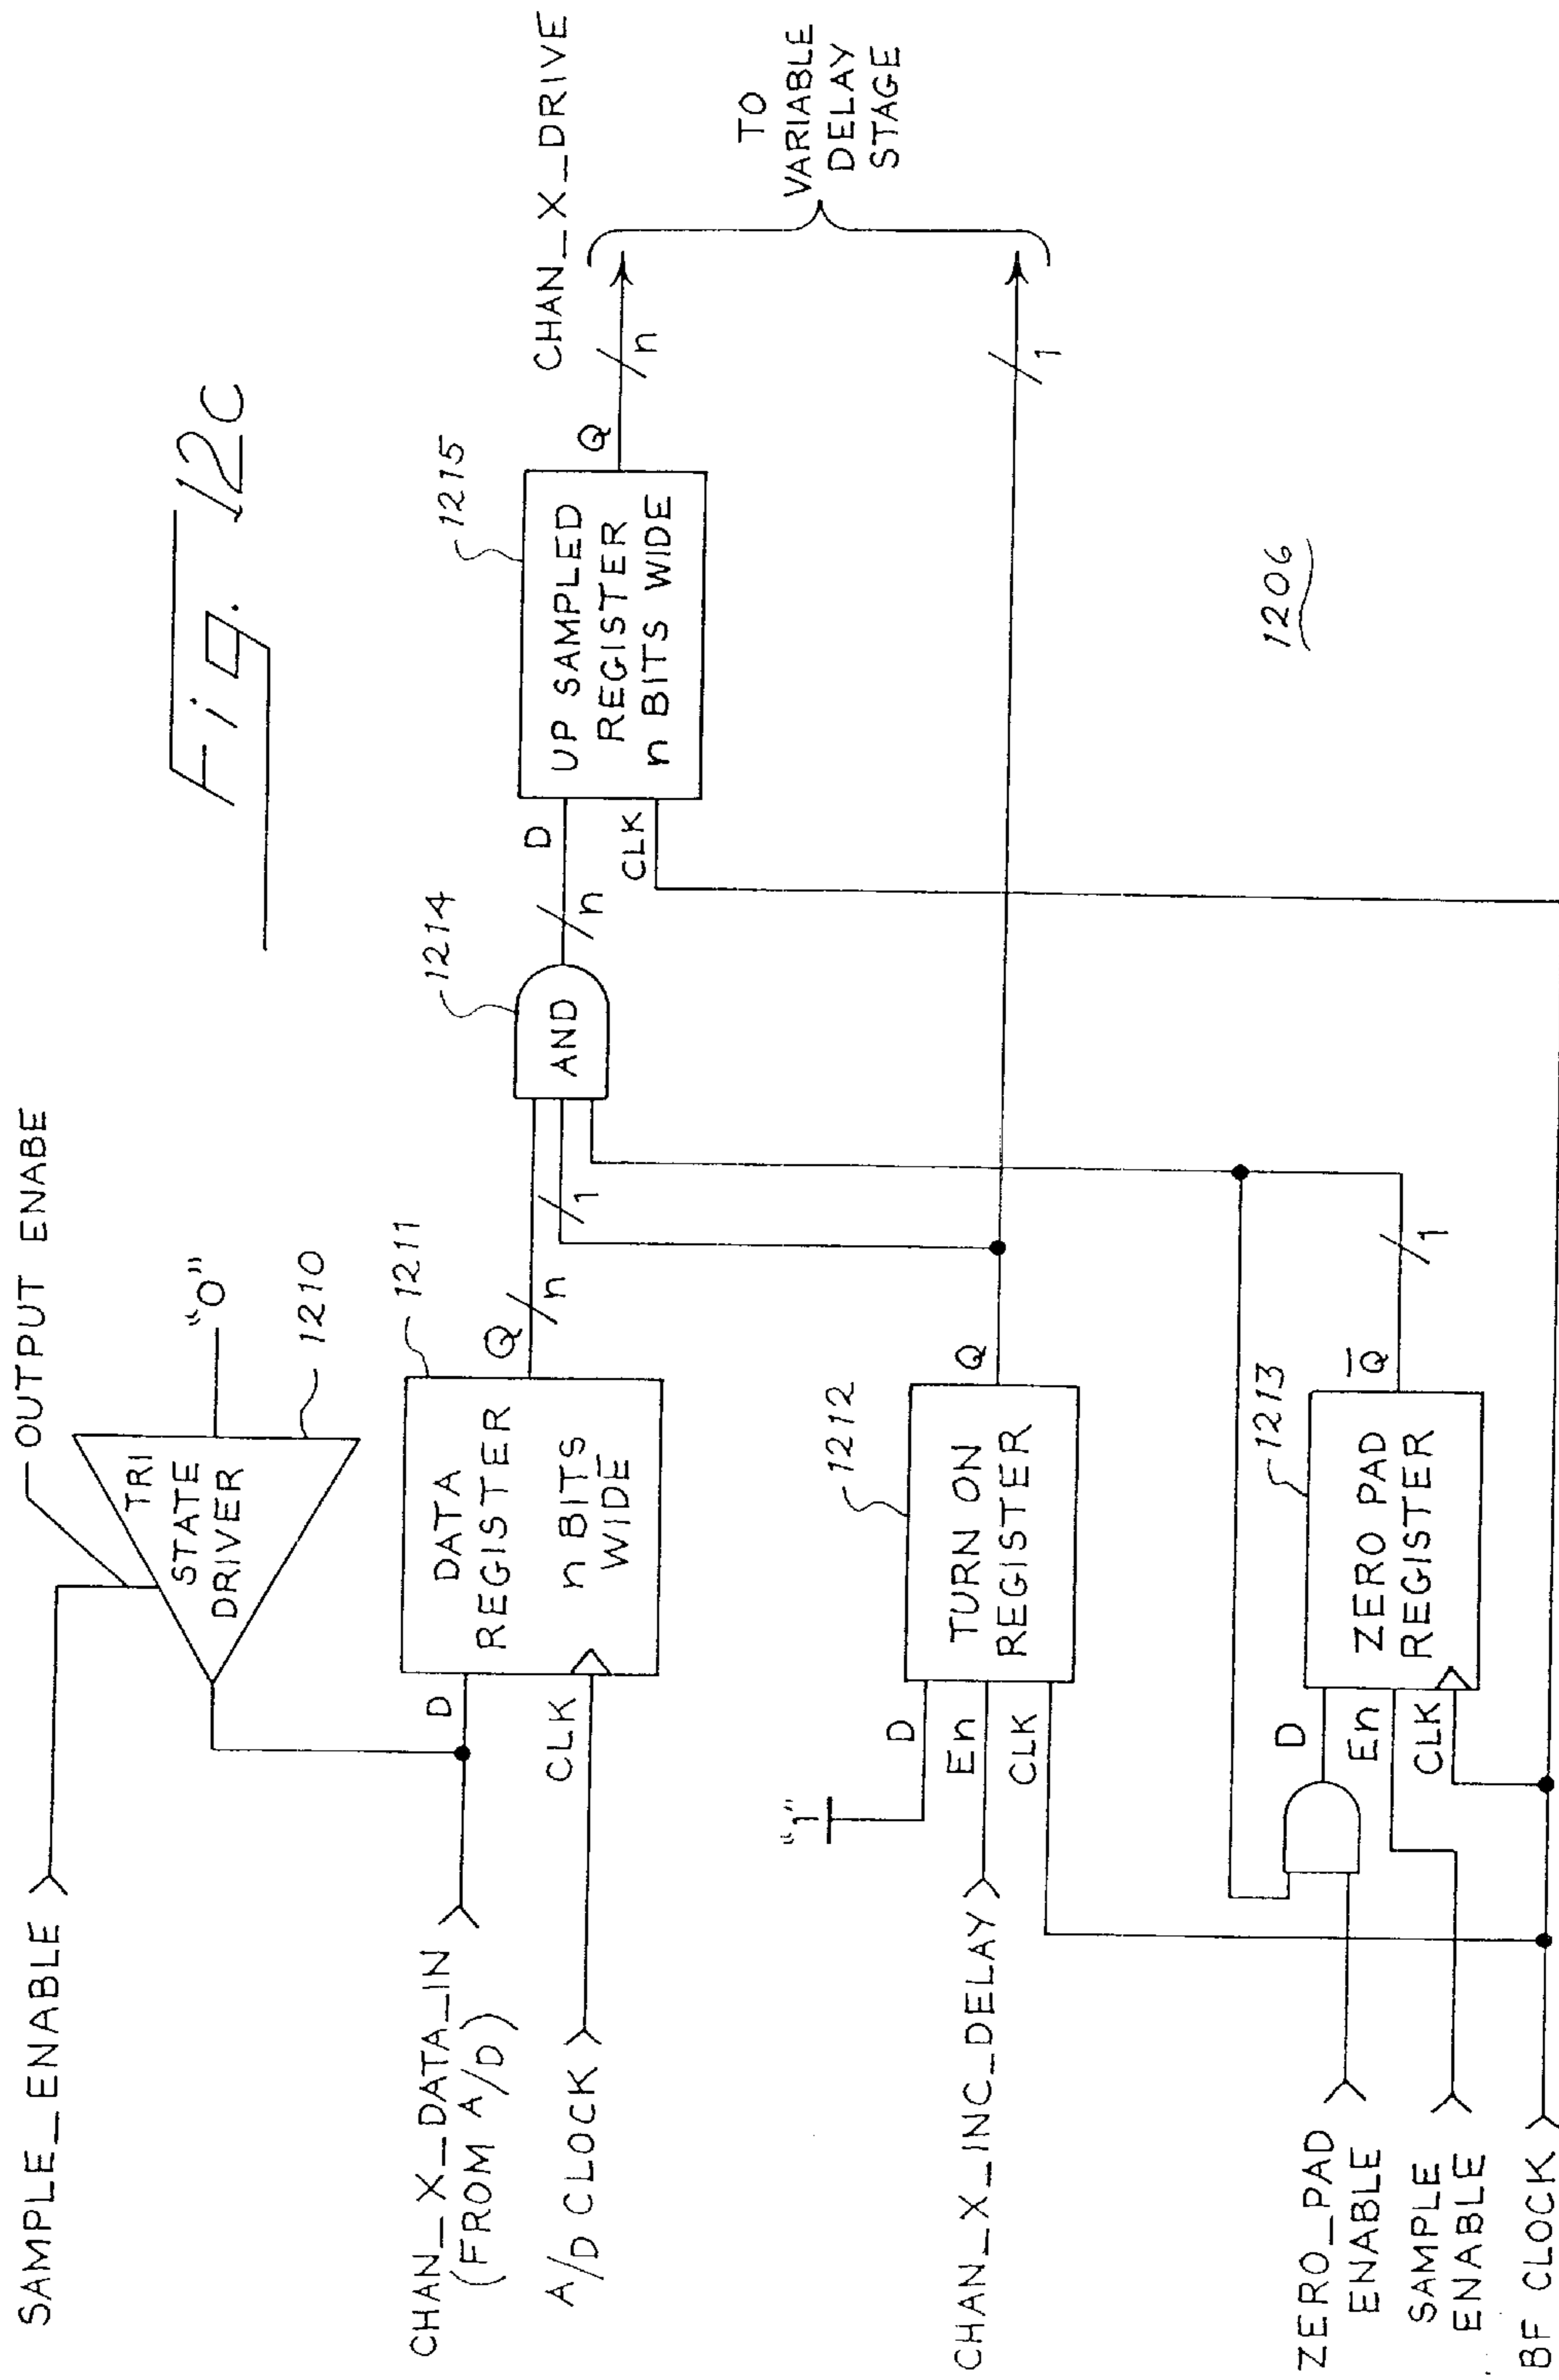 Fig. 12C
SAMPLE_ENABLE
OUTPUT ENABE
TRI
STATE
DRIVER
"0"
1210
CHAN_X_DATA_IN
(FROM A/D)
A/D CLOCK
D
CLK
DATA
REGISTER
n BITS
WIDE
1211
Q
n
1
AND
1214
n
D
CLK
UP SAMPLED
REGISTER
n BITS WIDE
1215
Q
n
CHAN_X_DRIVE
TO
VARIABLE
DELAY
STAGE
1
"1"
CHAN_X_INC_DELAY
D
En
CLK
TURN ON
REGISTER
1212
Q
ZERO_PAD
ENABLE
SAMPLE
ENABLE
BF CLOCK
D
En
CLK
ZERO PAD
REGISTER
1213
Q̅
1
1206